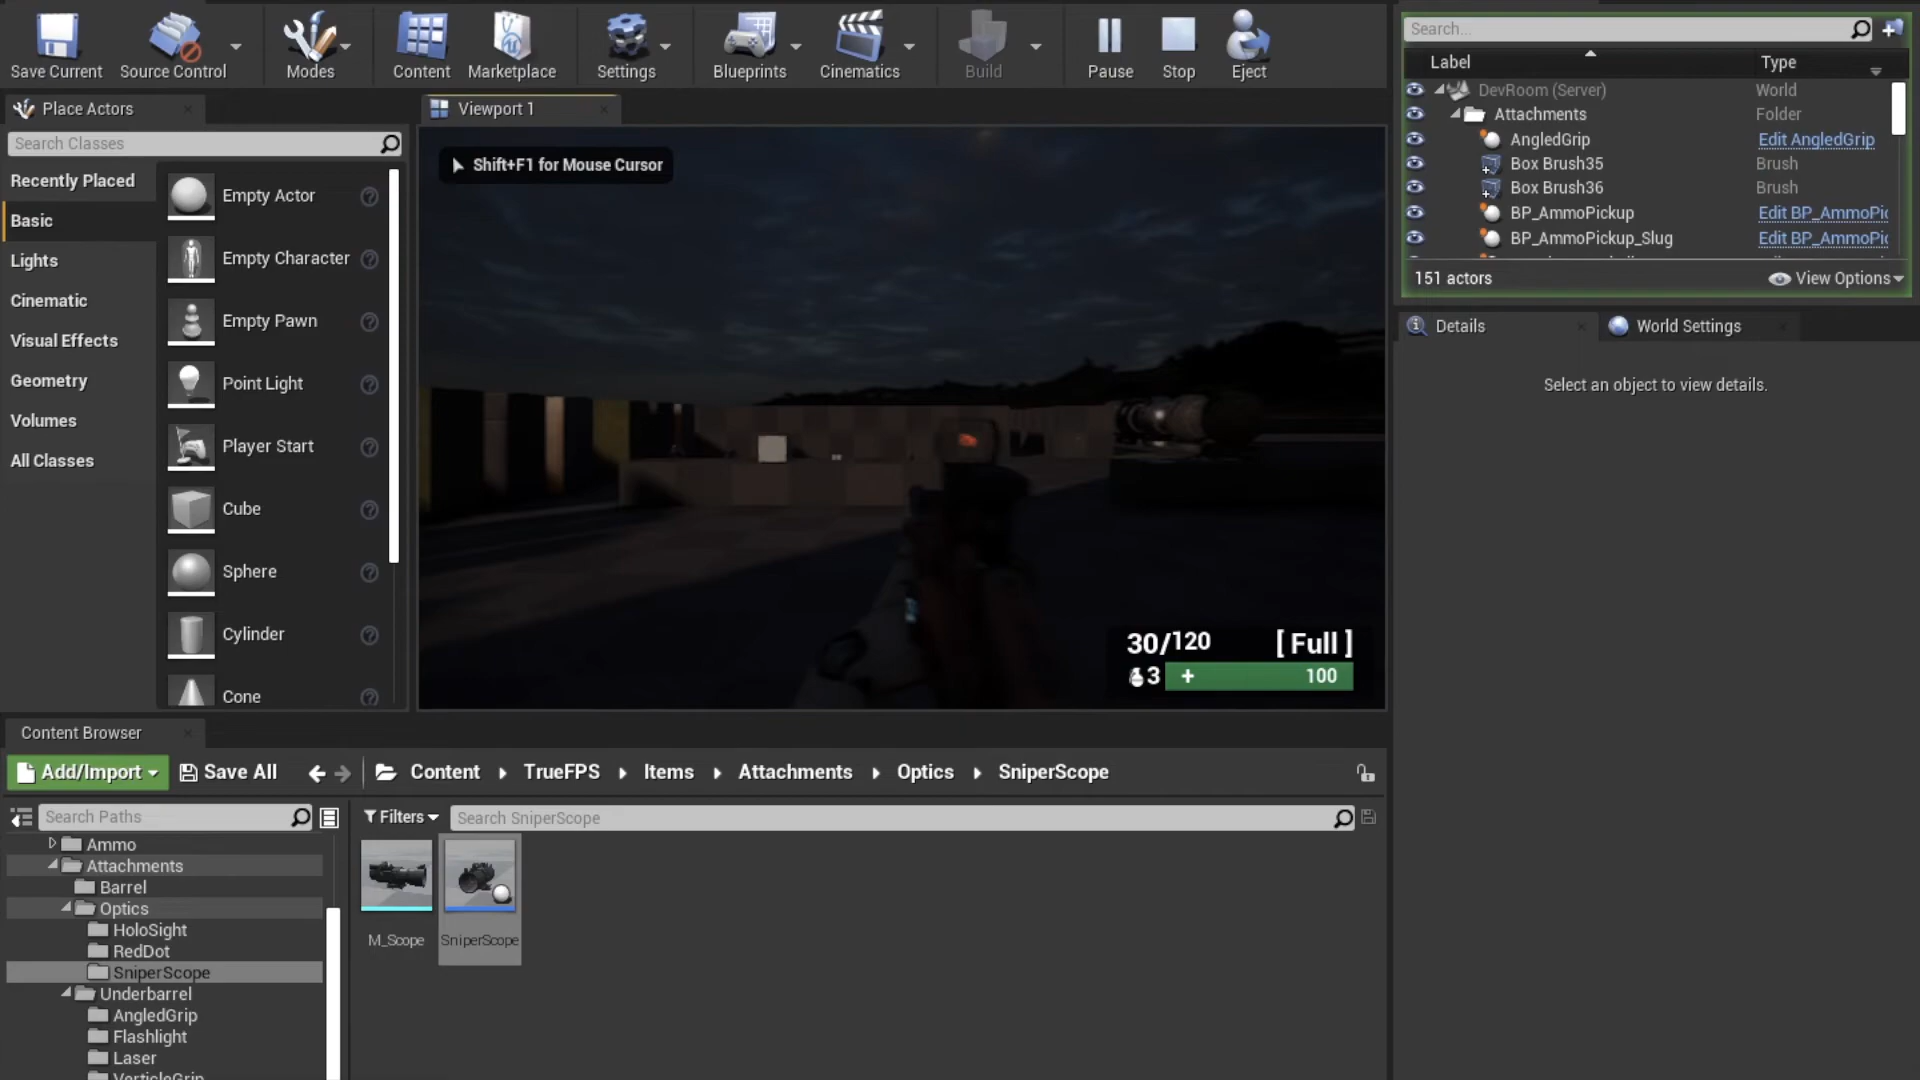 Save Current
Source Control
Modes
Content
Marketplace
Settings
Blueprints
Cinematics
Build
Pause
Stop
Eject
Search...
Label
Type
DevRoom (Server)
World
Attachments
Folder
AngledGrip
Edit AngledGrip
Box Brush35
Brush
Box Brush36
Brush
BP_AmmoPickup
Edit BP_AmmoPic
BP_AmmoPickup_Slug
Edit BP_AmmoPic
151 actors
View Options
Details
World Settings
Select an object to view details.
Place Actors
Search Classes
Recently Placed
Basic
Lights
Cinematic
Visual Effects
Geometry
Volumes
All Classes
Empty Actor
Empty Character
Empty Pawn
Point Light
Player Start
Cube
Sphere
Cylinder
Cone
Viewport 1
Shift+F1 for Mouse Cursor
30/120
[ Full ]
3
+
100
Content Browser
Add/Import
Save All
Content
TrueFPS
Items
Attachments
Optics
SniperScope
Search Paths
Filters
Search SniperScope
Ammo
Attachments
Barrel
Optics
HoloSight
RedDot
SniperScope
Underbarrel
AngledGrip
Flashlight
Laser
VerticleGrip
M_Scope
SniperScope